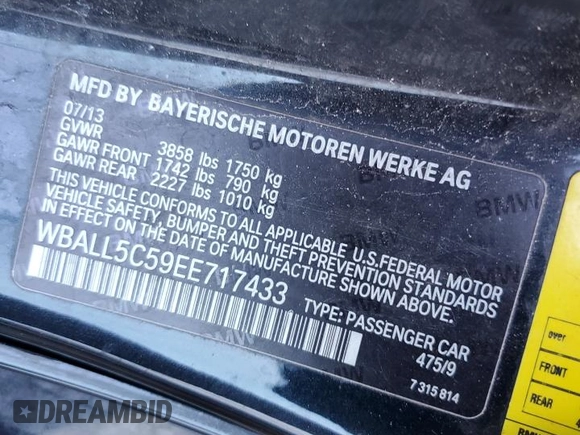 MFD BY BAYERISCHE MOTOREN WERKE AG
07/13
GVWR 3858 lbs 1750 kg
GAWR FRONT 1742 lbs 790 kg
GAWR REAR 2227 lbs 1010 kg
THIS VEHICLE CONFORMS TO ALL APPLICABLE U.S.FEDERAL MOTOR
VEHICLE SAFETY, BUMPER AND THEFT PREVENTION STANDARDS
IN EFFECT ON THE DATE OF MANUFACTURE SHOWN ABOVE.
WBALL5C59EE717433
TYPE: PASSENGER CAR
475/9
7 315 814
over
FRONT
REAR
DREAMBID